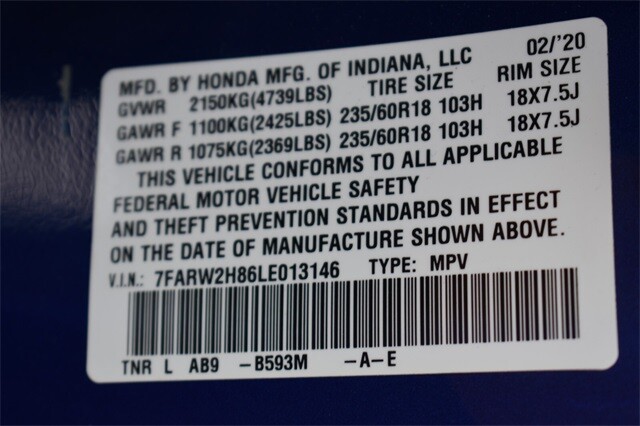 MFD. BY HONDA MFG. OF INDIANA, LLC 02/'20
GVWR 2150KG(4739LBS) TIRE SIZE RIM SIZE
GAWR F 1100KG(2425LBS) 235/60R18 103H 18X7.5J
GAWR R 1075KG(2369LBS) 235/60R18 103H 18X7.5J
THIS VEHICLE CONFORMS TO ALL APPLICABLE
FEDERAL MOTOR VEHICLE SAFETY
AND THEFT PREVENTION STANDARDS IN EFFECT
ON THE DATE OF MANUFACTURE SHOWN ABOVE.
V.I.N.: 7FARW2H86LE013146 TYPE: MPV
TNR L AB9 -B593M -A-E